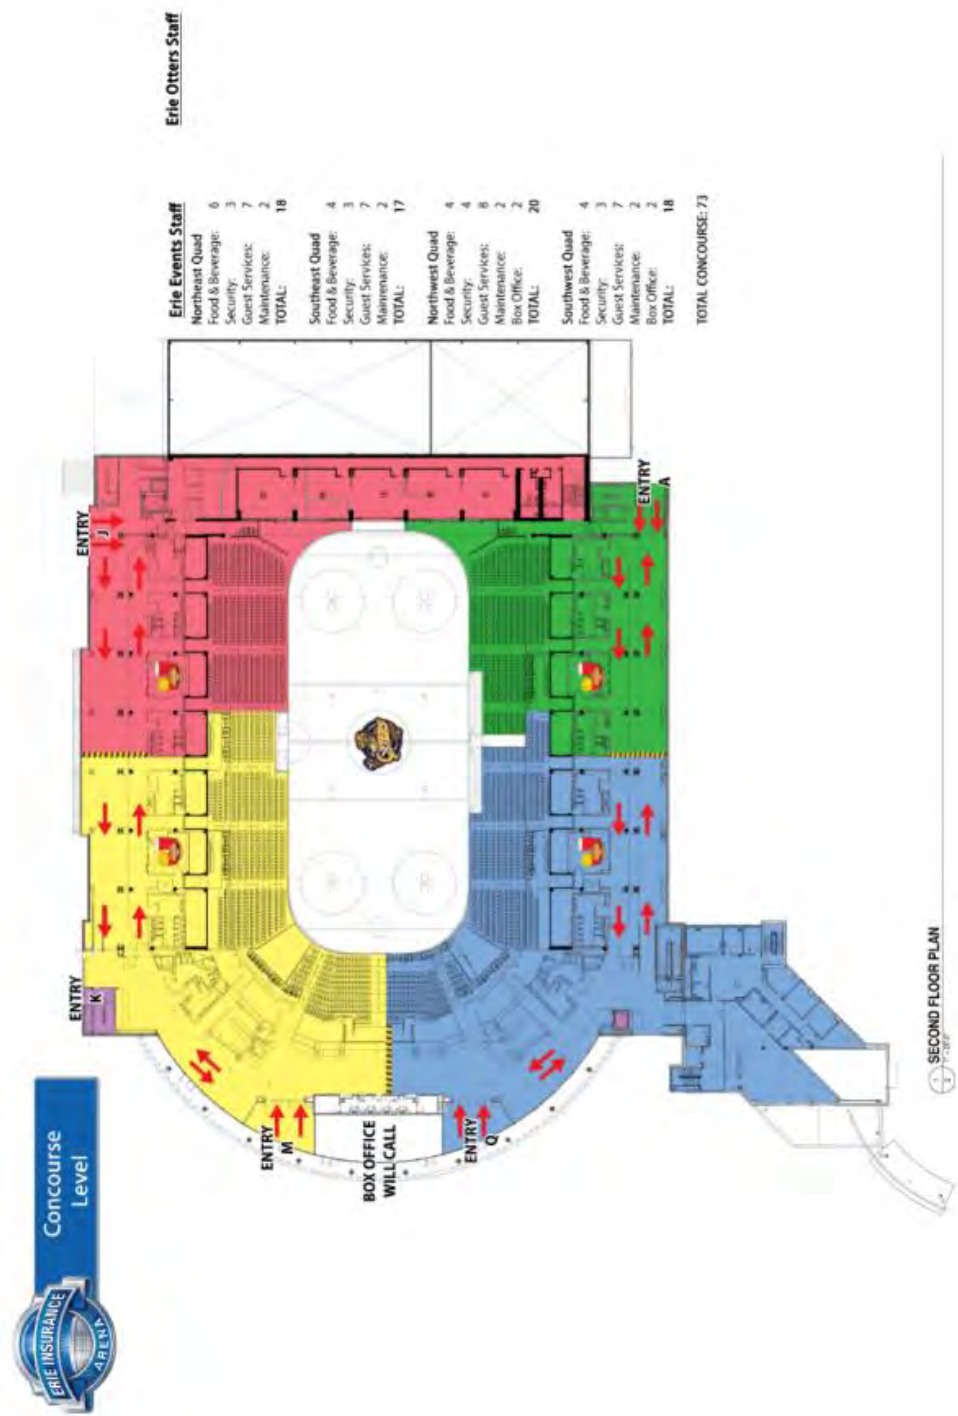 ERIE INSURANCE
ARENA
Concourse
Level
ENTRY
K
ENTRY
J
ENTRY
M
BOX OFFICE
WILL CALL
ENTRY
Q
ENTRY
A
Erie Events Staff
Northeast Quad
Food & Beverage: 6
Security: 3
Guest Services: 7
Maintenance: 2
TOTAL: 18
Southeast Quad
Food & Beverage: 4
Security: 3
Guest Services: 7
Mainrenance: 2
TOTAL: 17
Northwest Quad
Food & Beverage: 4
Security: 4
Guest Services: 8
Maintenance: 2
Box Office: 2
TOTAL: 20
Southwest Quad
Food & Beverage: 4
Security: 3
Guest Services: 7
Maintenance: 2
Box Office: 2
TOTAL: 18
TOTAL CONCOURSE: 73
Erie Otters Staff
SECOND FLOOR PLAN